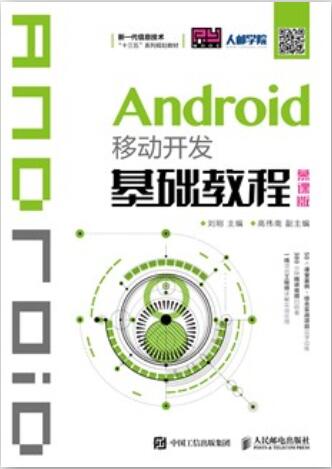 新一代信息技术
“十三五”系列规划教材
人邮学院
Android
移动开发
基础教程
慕课版
刘刚 主编 高伟南 副主编
AnDroiD
中国工信出版集团
人民邮电出版社
POSTS & TELECOM PRESS